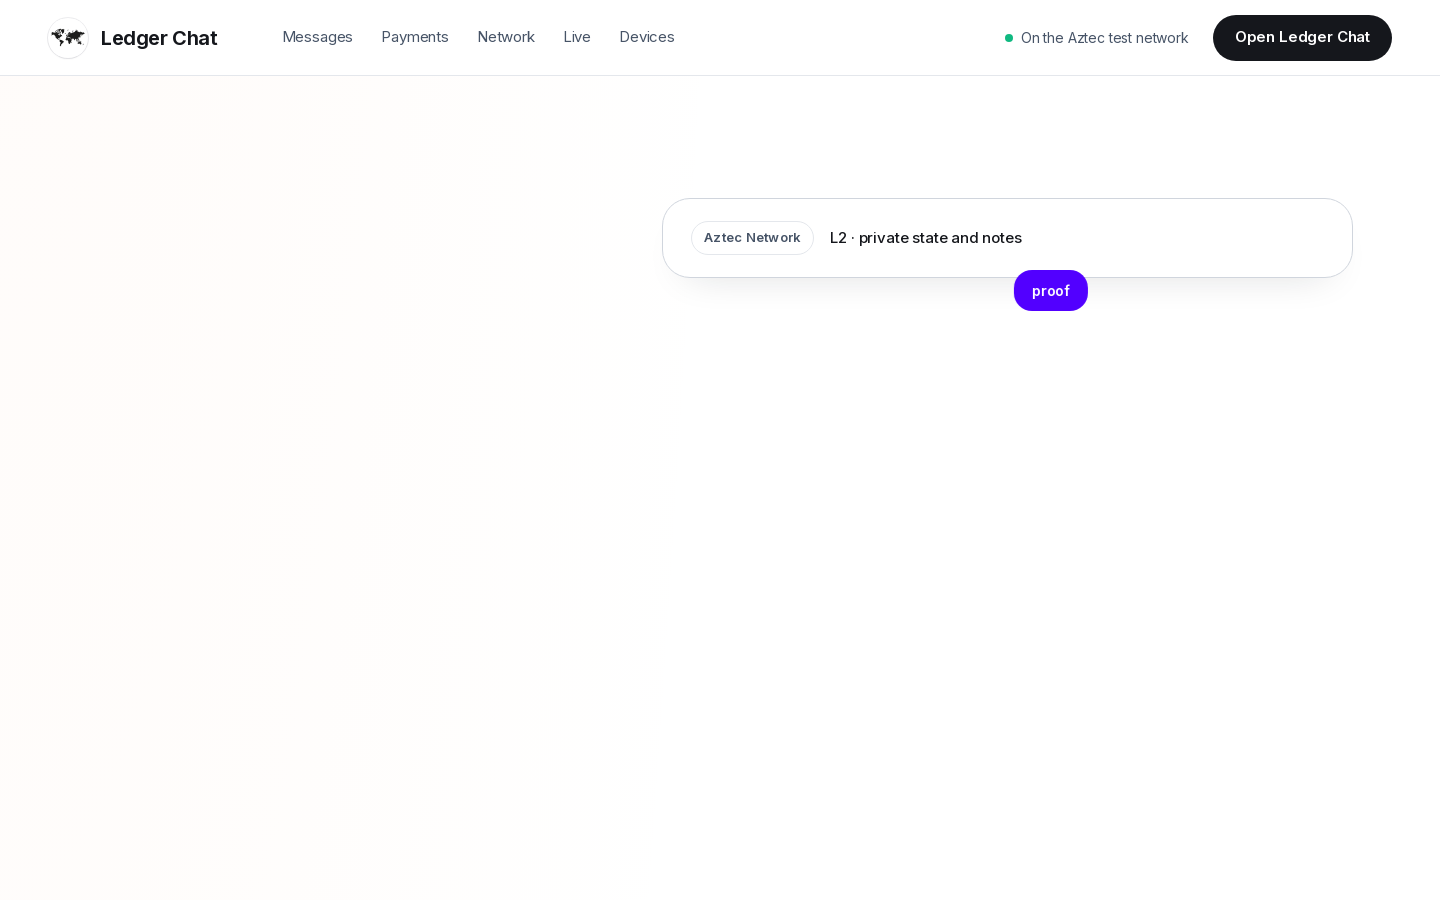 Ledger Chat
Messages
Payments
Network
Live
Devices
On the Aztec test network
Open Ledger Chat
Aztec Network
L2 · private state and notes
proof